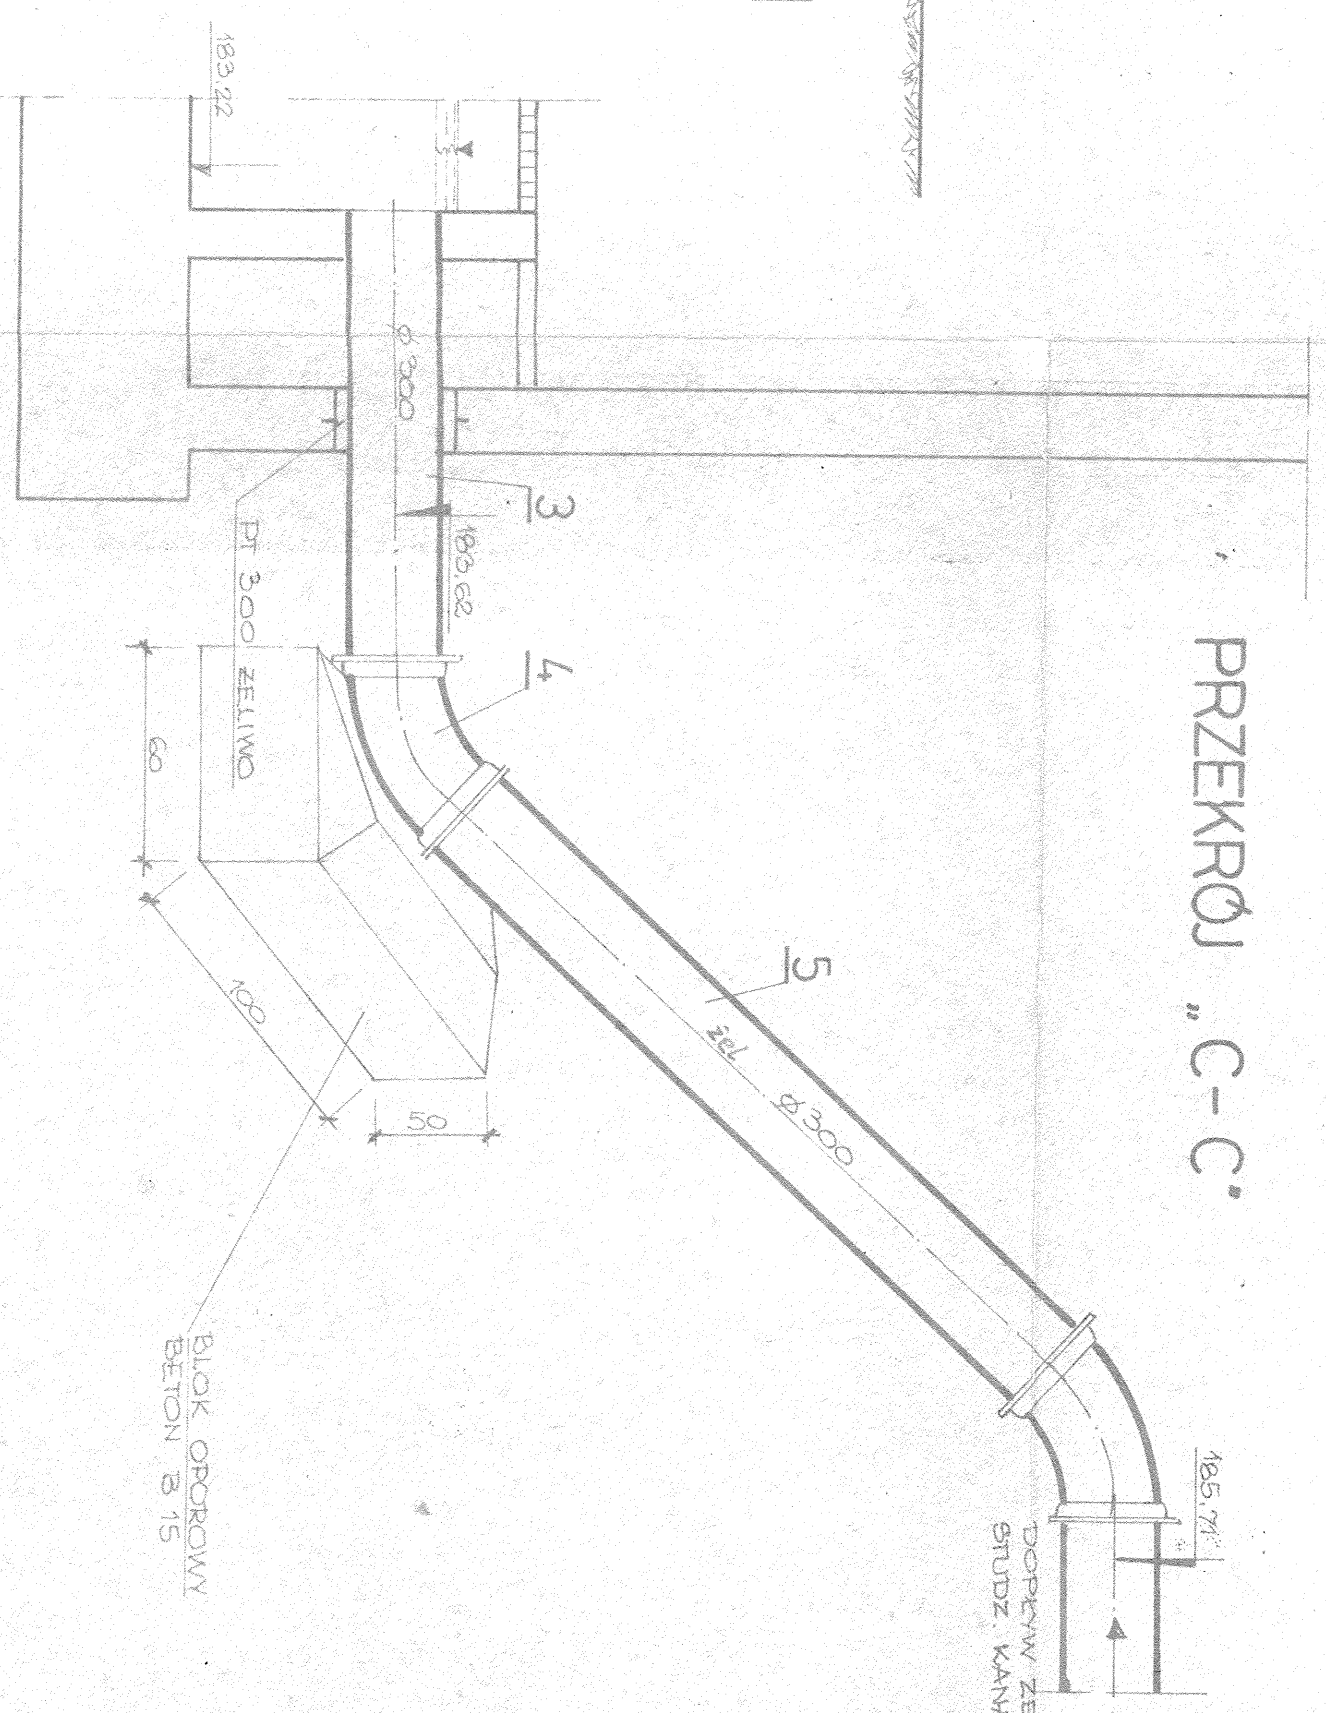 PRZEKRÓJ „C-C"
185,71
DOPŁYW ZE
STUDZ. KANA
5
żel
Ø300
4
3
183,62
Ø 300
183,22
PT 300 ŻELIWO
60
100
50
BLOK OPOROWY
BETON B 15